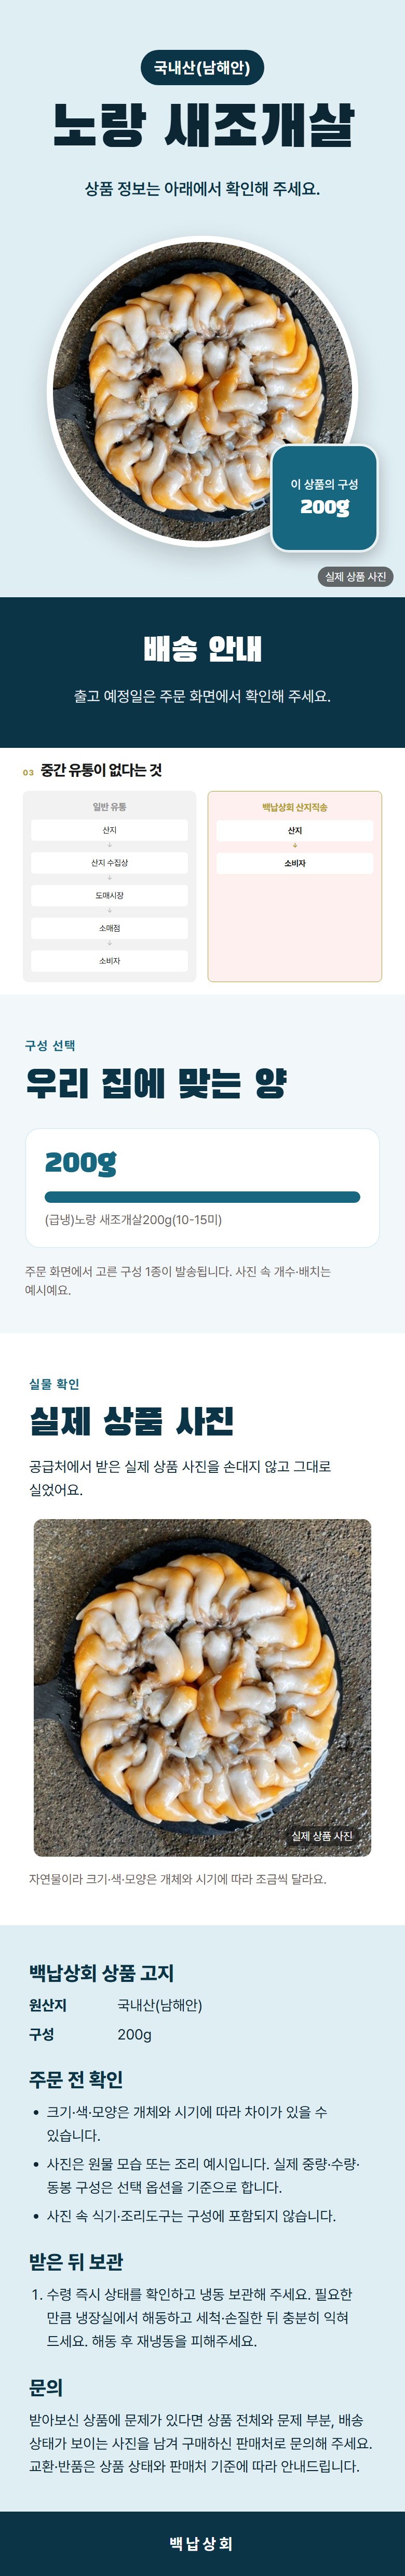 국내산(남해안)
노랑 새조개살
상품 정보는 아래에서 확인해 주세요.
이 상품의 구성
200g
실제 상품 사진
배송 안내
출고 예정일은 주문 화면에서 확인해 주세요.
03 중간 유통이 없다는 것
일반 유통
산지
↓
산지 수집상
↓
도매시장
↓
소매점
↓
소비자
백납상회 산지직송
산지
↓
소비자
구성 선택
우리 집에 맞는 양
200g
(급냉)노랑 새조개살200g(10-15미)
주문 화면에서 고른 구성 1종이 발송됩니다. 사진 속 개수·배치는
예시예요.
실물 확인
실제 상품 사진
공급처에서 받은 실제 상품 사진을 손대지 않고 그대로
실었어요.
실제 상품 사진
자연물이라 크기·색·모양은 개체와 시기에 따라 조금씩 달라요.
백납상회 상품 고지
원산지 국내산(남해안)
구성 200g
주문 전 확인
• 크기·색·모양은 개체와 시기에 따라 차이가 있을 수
있습니다.
• 사진은 원물 모습 또는 조리 예시입니다. 실제 중량·수량·
동봉 구성은 선택 옵션을 기준으로 합니다.
• 사진 속 식기·조리도구는 구성에 포함되지 않습니다.
받은 뒤 보관
1. 수령 즉시 상태를 확인하고 냉동 보관해 주세요. 필요한
만큼 냉장실에서 해동하고 세척·손질한 뒤 충분히 익혀
드세요. 해동 후 재냉동을 피해주세요.
문의
받아보신 상품에 문제가 있다면 상품 전체와 문제 부분, 배송
상태가 보이는 사진을 남겨 구매하신 판매처로 문의해 주세요.
교환·반품은 상품 상태와 판매처 기준에 따라 안내드립니다.
백납상회